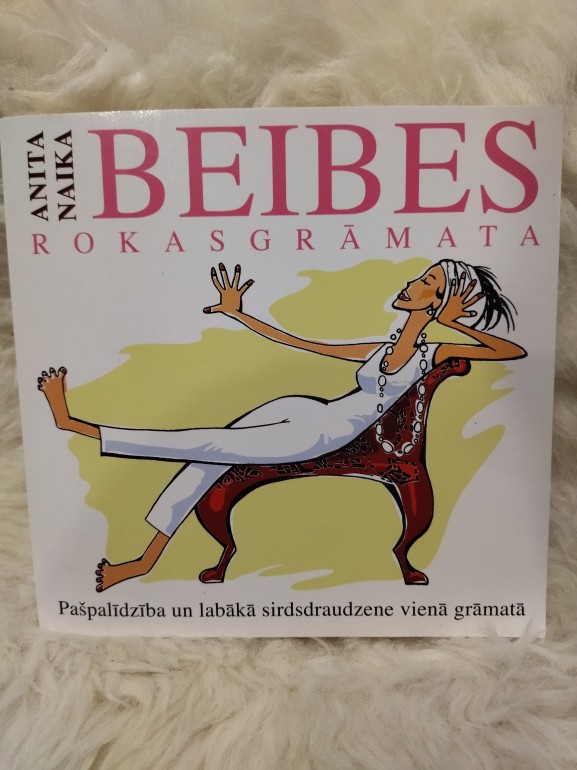 ANITA
NAIKA
BEIBES
ROKASGRĀMATA
Pašpalīdzība un labākā sirdsdraudzene vienā grāmatā